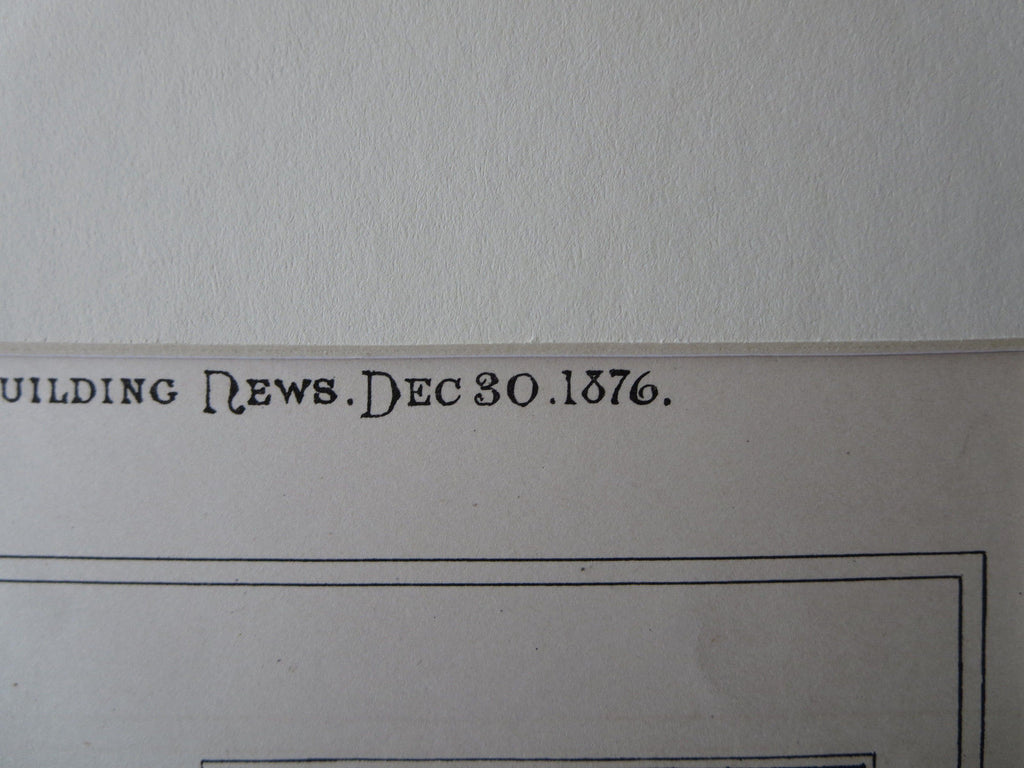 UILDING NEWS. DEC 30. 1876.